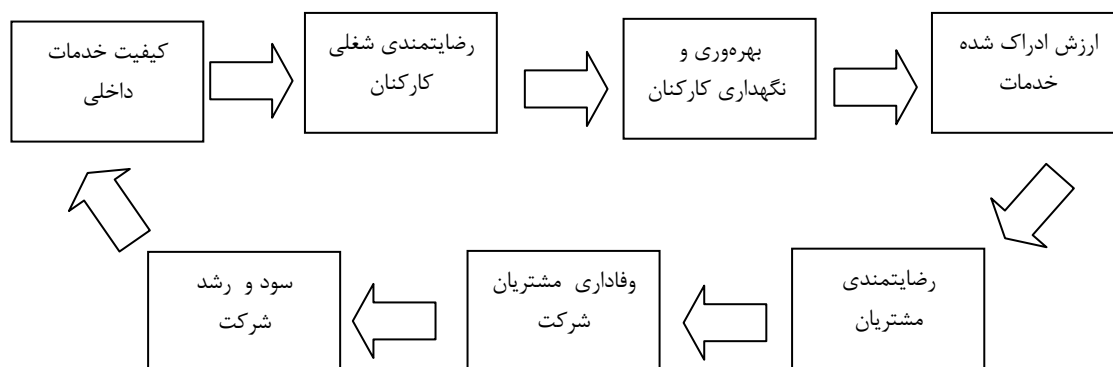 کیفیت خدمات
داخلی
رضایتمندی شغلی
کارکنان
بهره‌وری و
نگهداری کارکنان
ارزش ادراک شده
خدمات
رضایتمندی
مشتریان
وفاداری مشتریان
شرکت
سود و رشد
شرکت